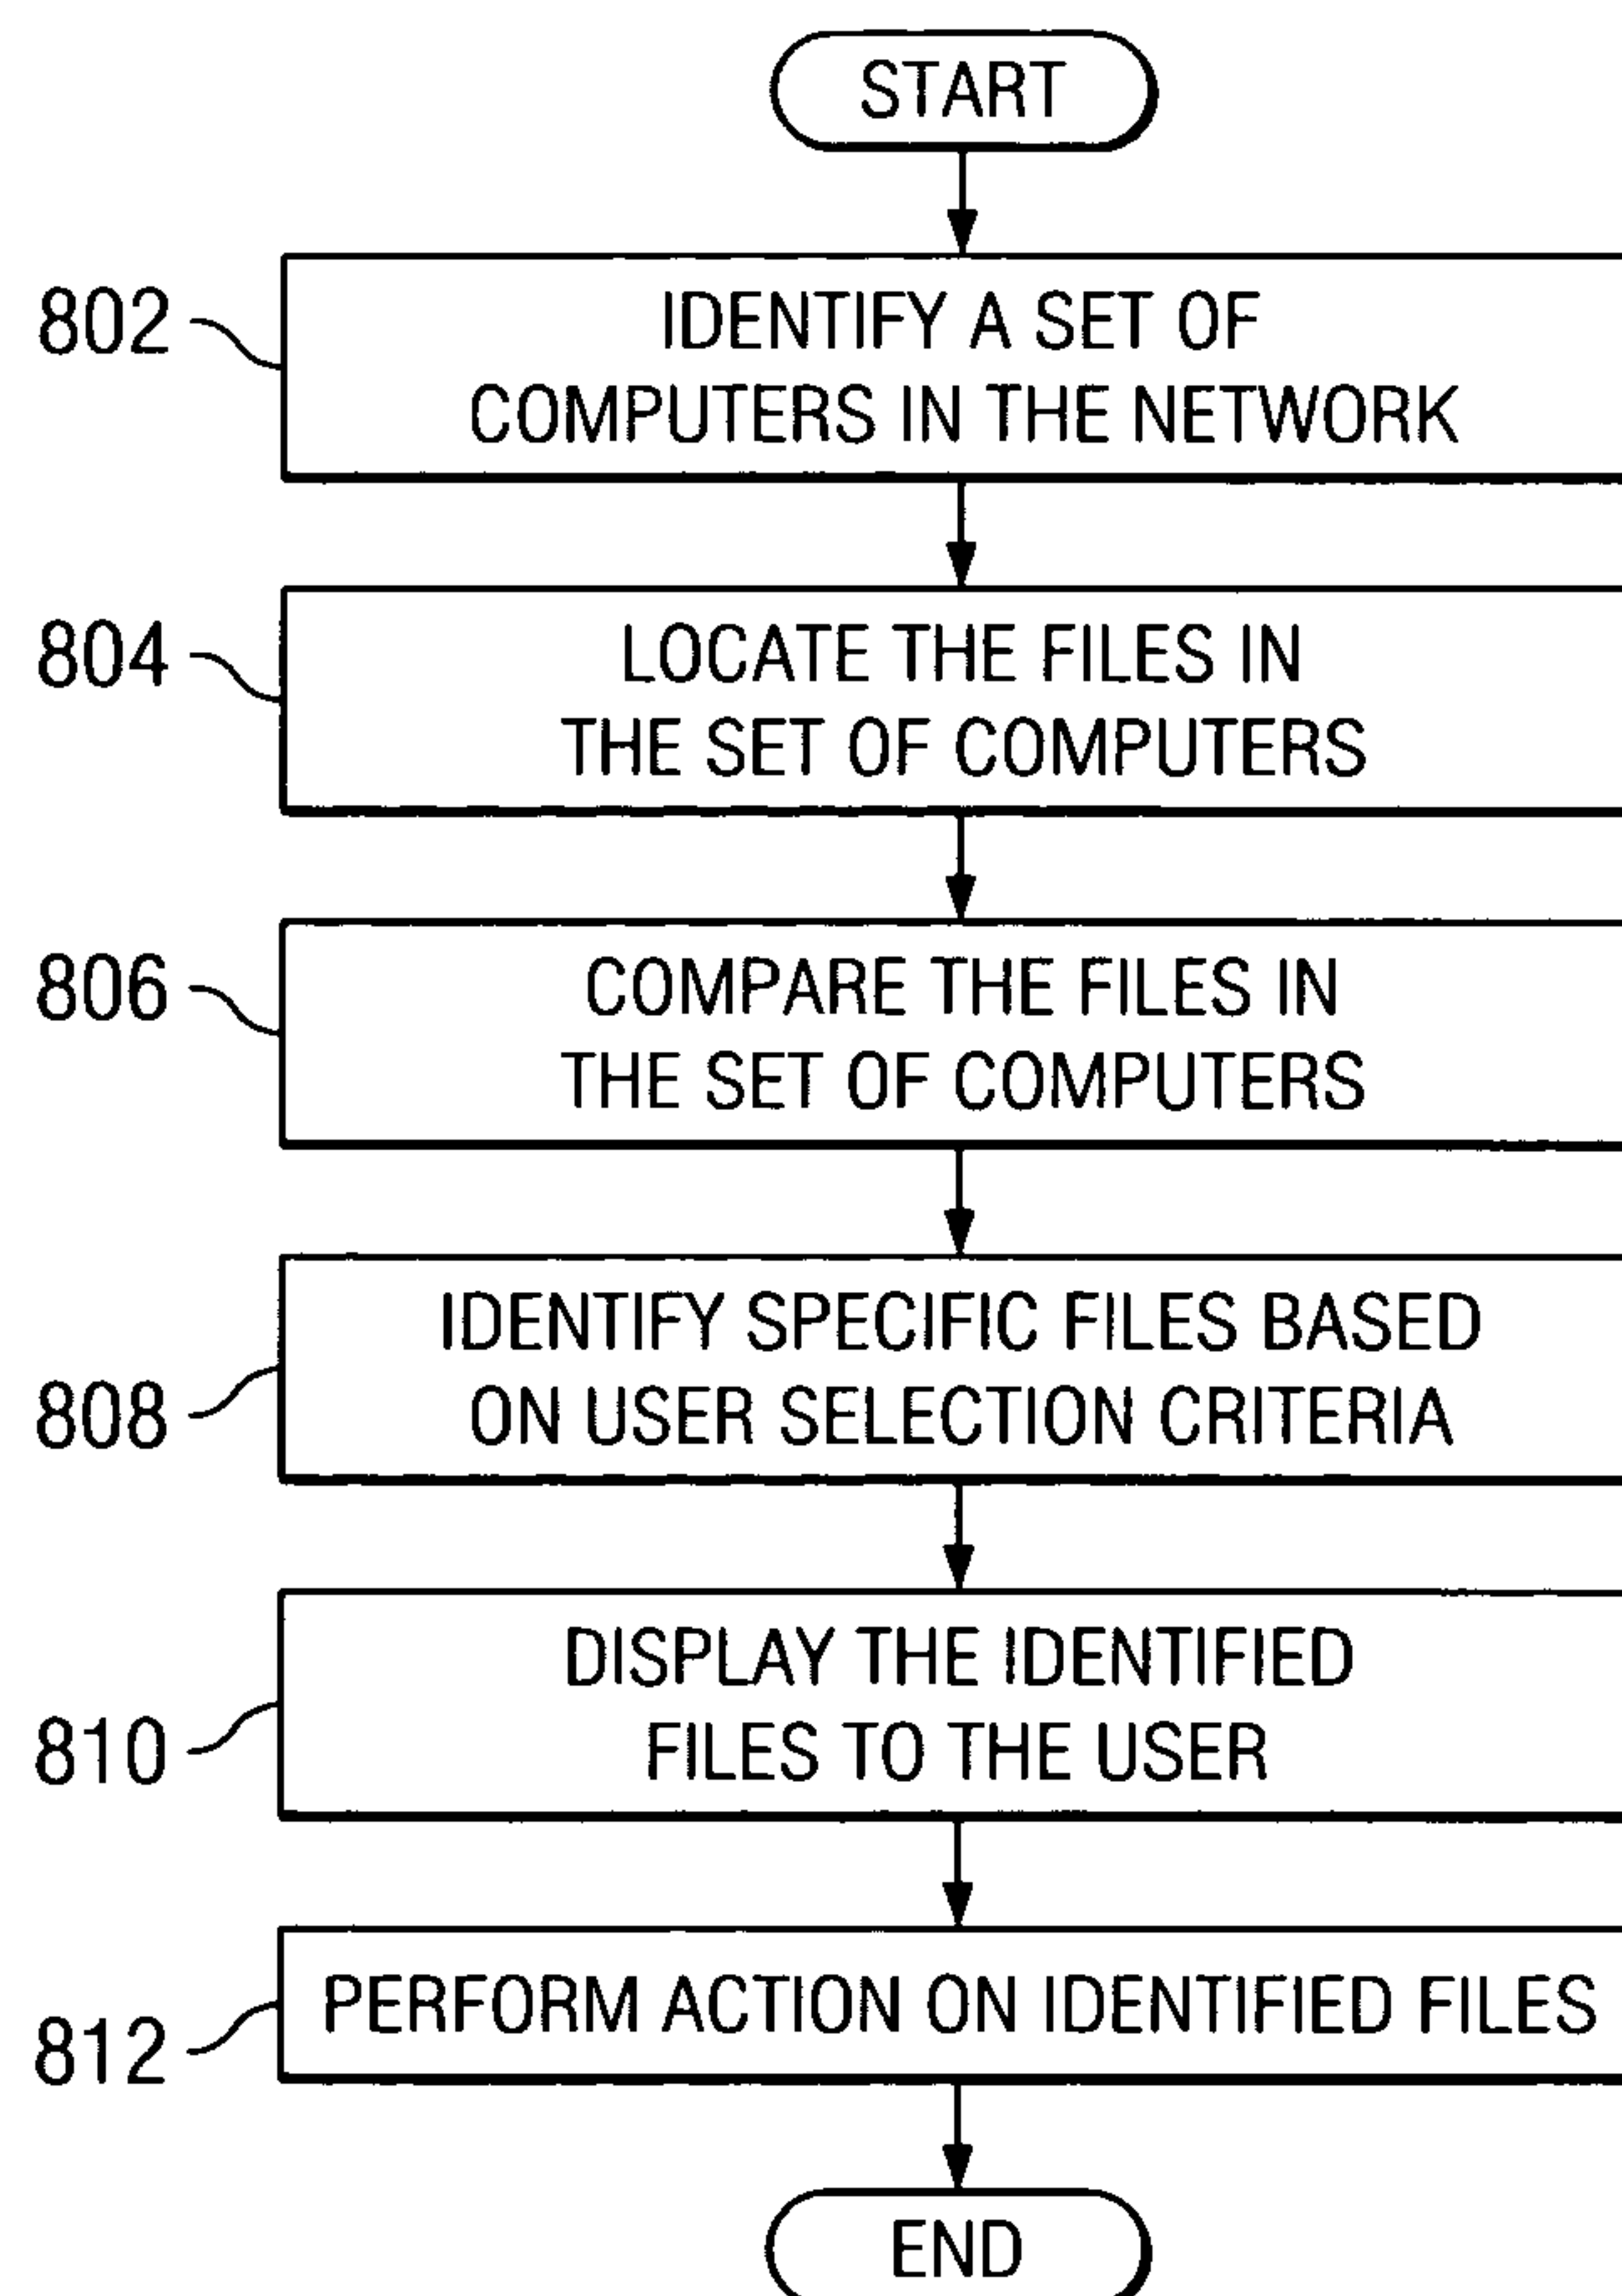 START
802
IDENTIFY A SET OF
COMPUTERS IN THE NETWORK
804
LOCATE THE FILES IN
THE SET OF COMPUTERS
806
COMPARE THE FILES IN
THE SET OF COMPUTERS
808
IDENTIFY SPECIFIC FILES BASED
ON USER SELECTION CRITERIA
810
DISPLAY THE IDENTIFIED
FILES TO THE USER
812
PERFORM ACTION ON IDENTIFIED FILES
END